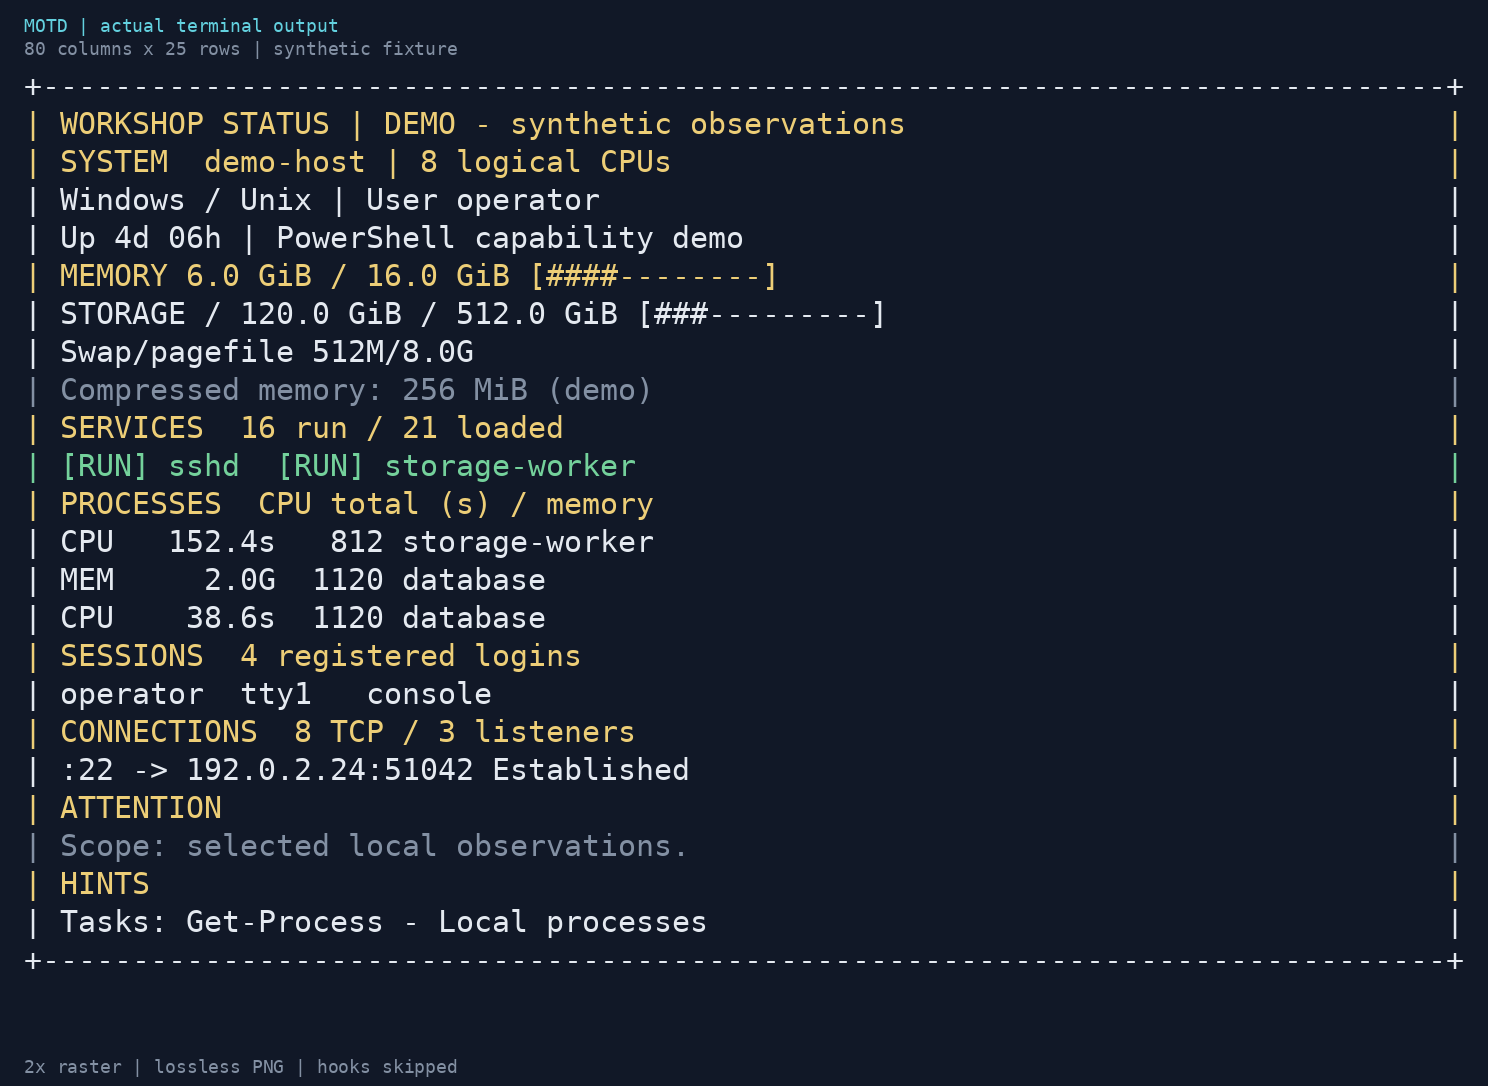 MOTD | actual terminal output
80 columns x 25 rows | synthetic fixture
+------------------------------------------------------------------------------+
| WORKSHOP STATUS | DEMO - synthetic observations                              |
| SYSTEM  demo-host | 8 logical CPUs                                           |
| Windows / Unix | User operator                                               |
| Up 4d 06h | PowerShell capability demo                                       |
| MEMORY 6.0 GiB / 16.0 GiB [####--------]                                     |
| STORAGE / 120.0 GiB / 512.0 GiB [###---------]                               |
| Swap/pagefile 512M/8.0G                                                      |
| Compressed memory: 256 MiB (demo)                                            |
| SERVICES  16 run / 21 loaded                                                 |
| [RUN] sshd  [RUN] storage-worker                                             |
| PROCESSES  CPU total (s) / memory                                            |
| CPU   152.4s   812 storage-worker                                            |
| MEM     2.0G  1120 database                                                  |
| CPU    38.6s  1120 database                                                  |
| SESSIONS  4 registered logins                                                |
| operator  tty1   console                                                     |
| CONNECTIONS  8 TCP / 3 listeners                                             |
| :22 -> 192.0.2.24:51042 Established                                          |
| ATTENTION                                                                    |
| Scope: selected local observations.                                          |
| HINTS                                                                        |
| Tasks: Get-Process - Local processes                                         |
+------------------------------------------------------------------------------+
2x raster | lossless PNG | hooks skipped